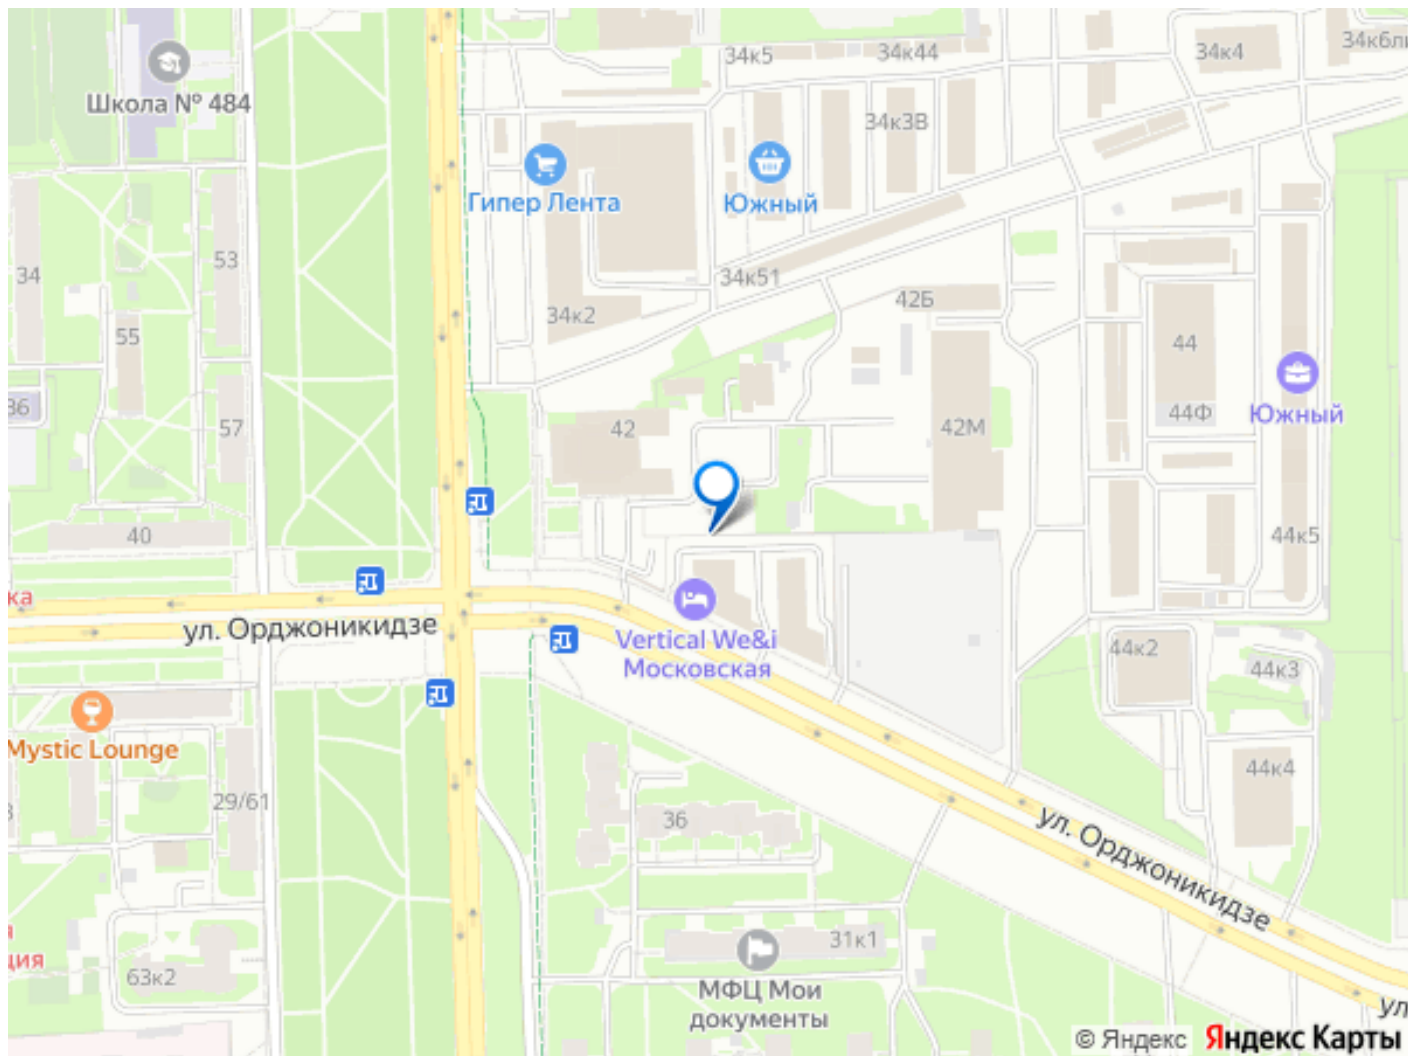 34к5
34к44
34к4
Школа № 484
34к3В
Гипер Лента
Южный
34
53
34к51
42Б
34к2
55
44
36
57
42
42М
44Ф
Южный
40
44к5
ул. Орджоникидзе
Vertical We&i
Московская
44к2
44к3
Mystic Lounge
44к4
29/61
36
ул. Орджоникидзе
31к1
63к2
МФЦ Мои
документы
© Яндекс Яндекс Карты